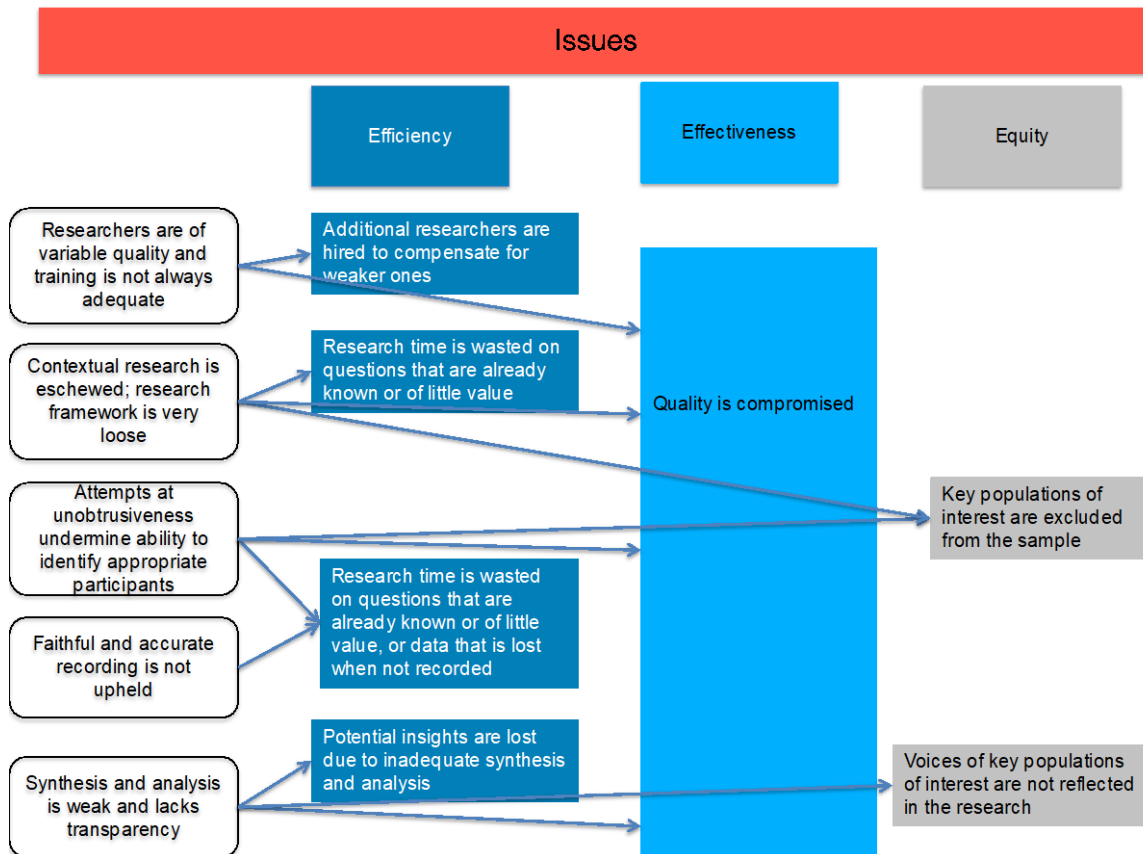 Issues
Efficiency
Effectiveness
Equity
Researchers are of
variable quality and
training is not always
adequate
Additional researchers are
hired to compensate for
weaker ones
Contextual research is
eschewed; research
framework is very
loose
Research time is wasted on
questions that are already
known or of little value
Quality is compromised
Attempts at
unobtrusiveness
undermine ability to
identify appropriate
participants
Key populations of
interest are excluded
from the sample
Research time is wasted
on questions that are
already known or of little
value, or data that is lost
when not recorded
Faithful and accurate
recording is not
upheld
Potential insights are lost
due to inadequate synthesis
and analysis
Synthesis and analysis
is weak and lacks
transparency
Voices of key populations
of interest are not reflected
in the research